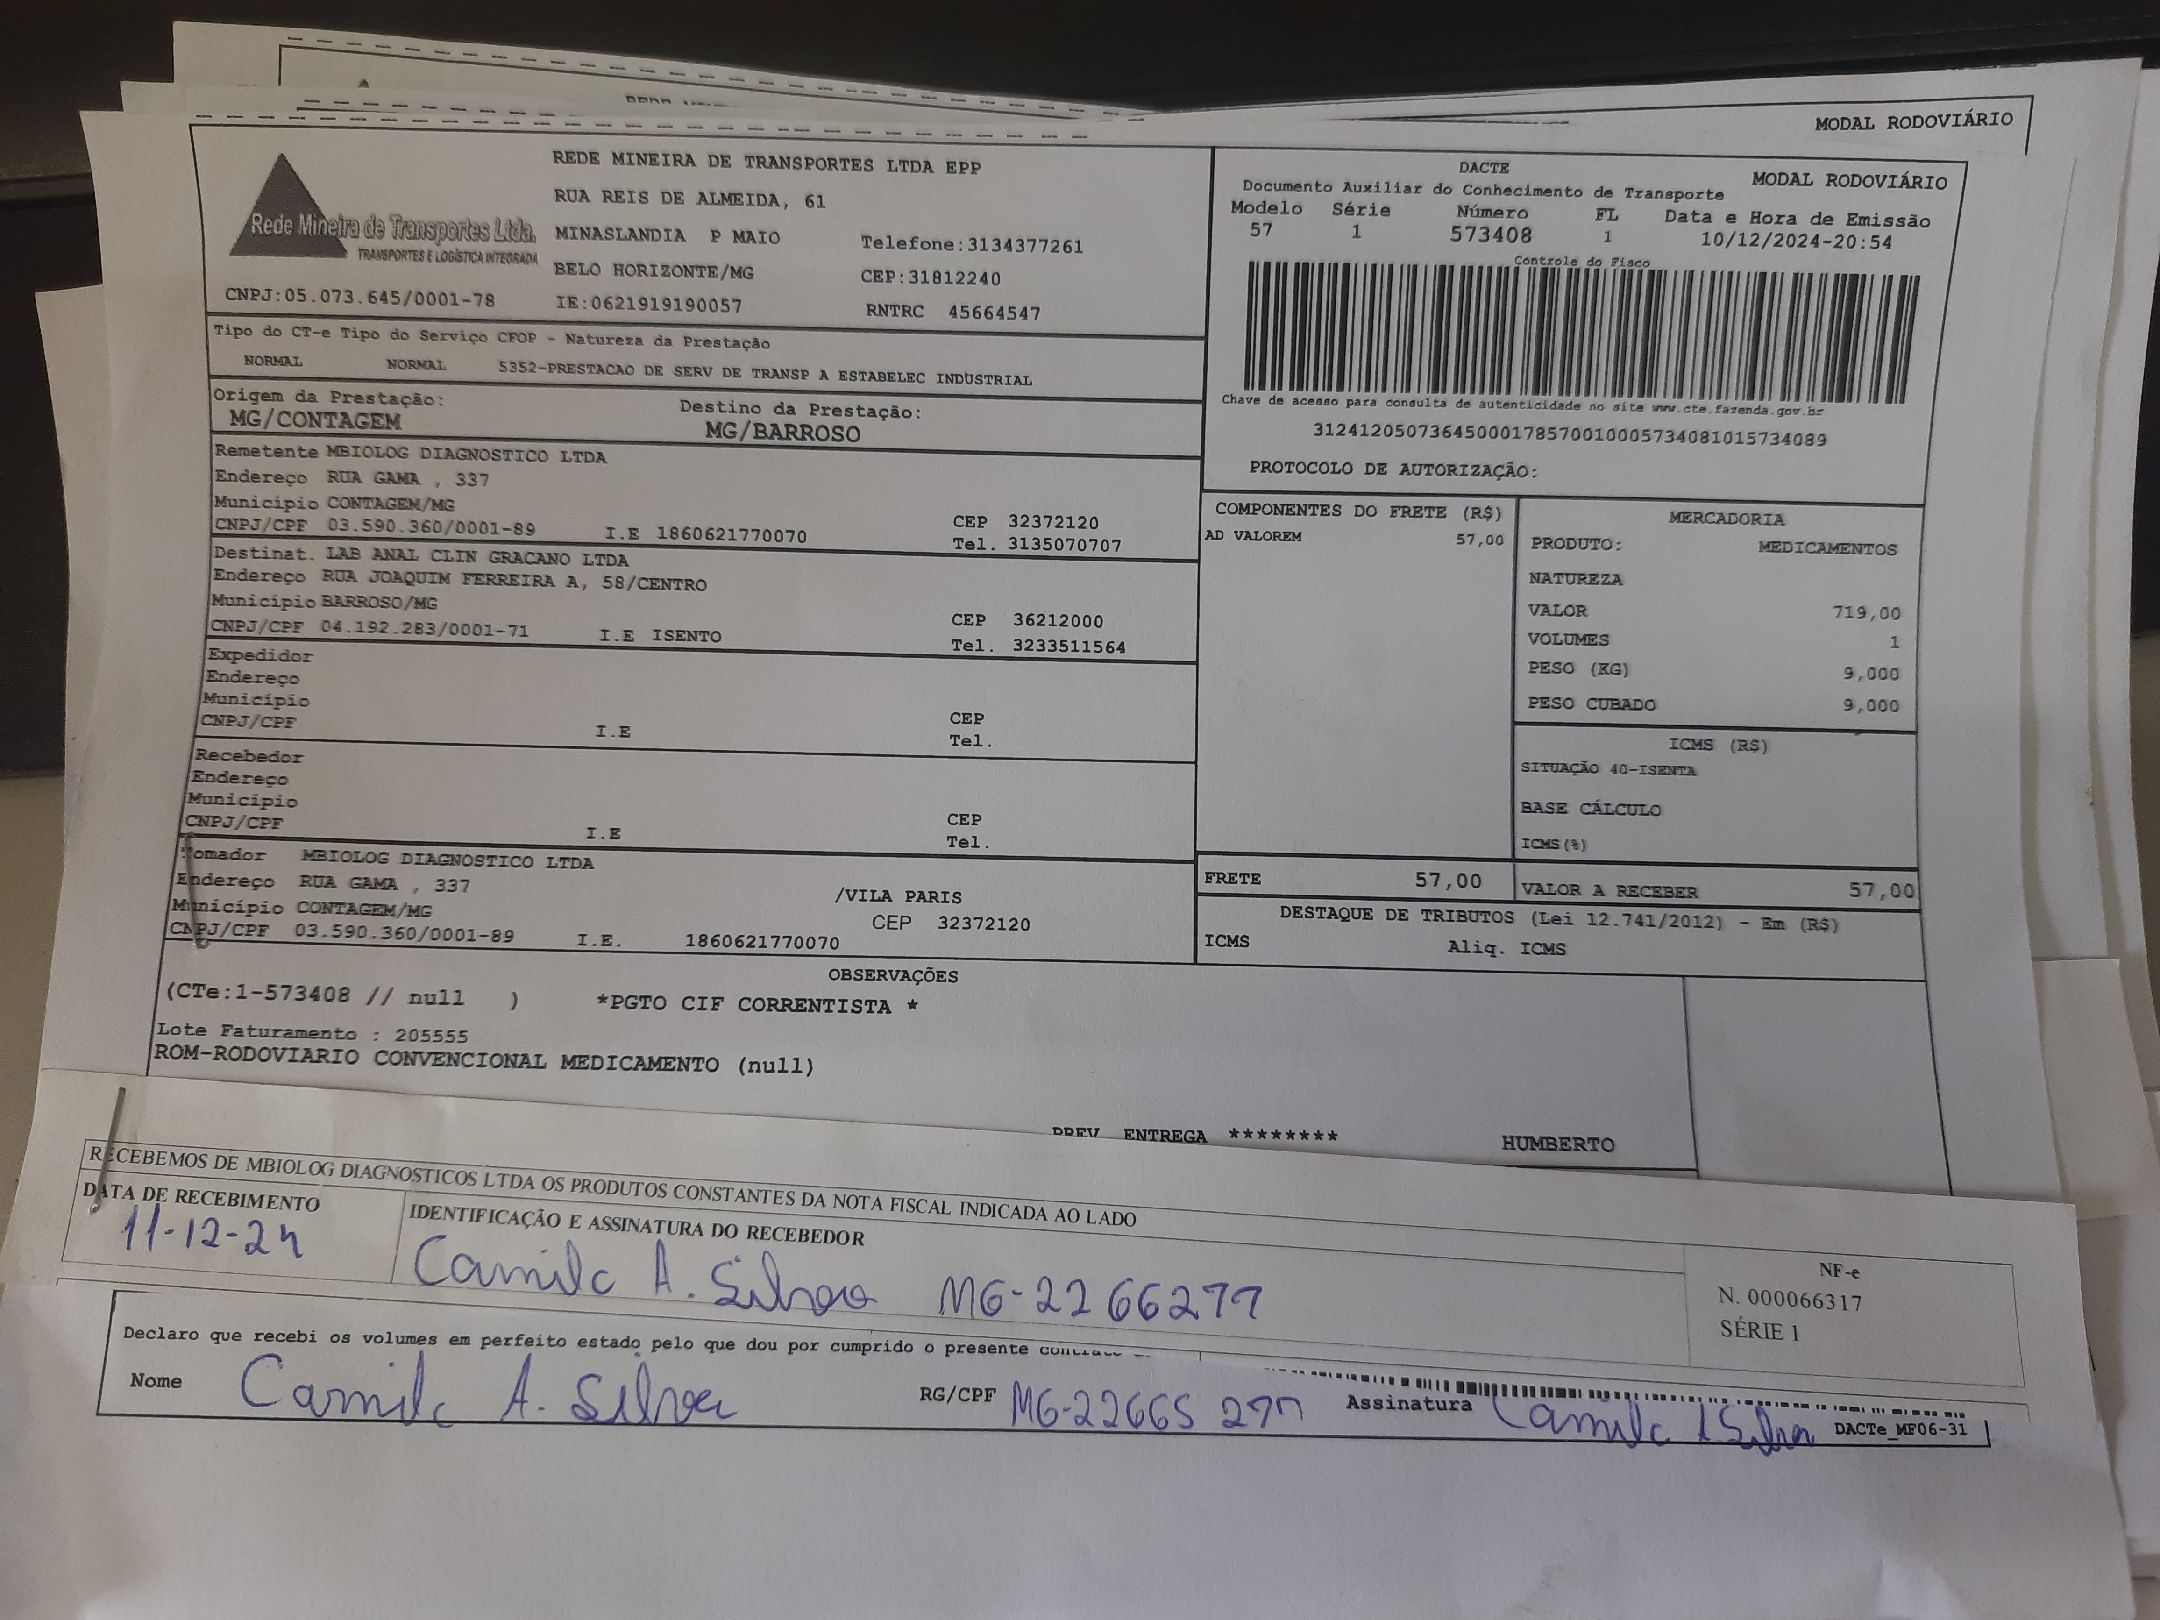 MODAL RODOVIÁRIO
REDE MINEIRA DE TRANSPORTES LTDA EPP
RUA REIS DE ALMEIDA, 61
MINASLANDIA P MAIO Telefone:3134377261
BELO HORIZONTE/MG CEP:31812240
CNPJ:05.073.645/0001-78 IE:0621919190057 RNTRC 45664547
Rede Mineira de Transportes Ltda.
TRANSPORTES E LOGÍSTICA INTEGRADA
DACTE
Documento Auxiliar do Conhecimento de Transporte MODAL RODOVIÁRIO
Modelo Série Número FL Data e Hora de Emissão
57 1 573408 1 10/12/2024-20:54
Controle do Fisco
Chave de acesso para consulta de autenticidade no site www.cte.fazenda.gov.br
31241205073645000178570010005734081015734089
PROTOCOLO DE AUTORIZAÇÃO:
Tipo do CT-e Tipo do Serviço CFOP - Natureza da Prestação
NORMAL NORMAL 5352-PRESTACAO DE SERV DE TRANSP A ESTABELEC INDUSTRIAL
Origem da Prestação: Destino da Prestação:
MG/CONTAGEM MG/BARROSO
Remetente MBIOLOG DIAGNOSTICO LTDA
Endereço RUA GAMA , 337
Município CONTAGEM/MG CEP 32372120
CNPJ/CPF 03.590.360/0001-89 I.E 1860621770070 Tel. 3135070707
Destinat. LAB ANAL CLIN GRACANO LTDA
Endereço RUA JOAQUIM FERREIRA A, 58/CENTRO
Município BARROSO/MG CEP 36212000
CNPJ/CPF 04.192.283/0001-71 I.E ISENTO Tel. 3233511564
Expedidor
Endereço
Município CEP
CNPJ/CPF I.E Tel.
Recebedor
Endereço
Município CEP
CNPJ/CPF I.E Tel.
Tomador MBIOLOG DIAGNOSTICO LTDA
Endereço RUA GAMA , 337 /VILA PARIS
Município CONTAGEM/MG CEP 32372120
CNPJ/CPF 03.590.360/0001-89 I.E. 1860621770070
COMPONENTES DO FRETE (R$)
AD VALOREM 57,00
MERCADORIA
PRODUTO: MEDICAMENTOS
NATUREZA
VALOR 719,00
VOLUMES 1
PESO (KG) 9,000
PESO CUBADO 9,000
ICMS (R$)
SITUAÇÃO 40-ISENTA
BASE CÁLCULO
ICMS(%)
FRETE 57,00 VALOR A RECEBER 57,00
DESTAQUE DE TRIBUTOS (Lei 12.741/2012) - Em (R$)
ICMS Aliq. ICMS
OBSERVAÇÕES
(CTe:1-573408 // null ) *PGTO CIF CORRENTISTA *
Lote Faturamento : 205555
ROM-RODOVIARIO CONVENCIONAL MEDICAMENTO (null)
PREV ENTREGA ******** HUMBERTO
RECEBEMOS DE MBIOLOG DIAGNOSTICOS LTDA OS PRODUTOS CONSTANTES DA NOTA FISCAL INDICADA AO LADO
DATA DE RECEBIMENTO IDENTIFICAÇÃO E ASSINATURA DO RECEBEDOR
11-12-24 Camila A. Silva MG-2266277
NF-e
N. 000066317
SÉRIE 1
Declaro que recebi os volumes em perfeito estado pelo que dou por cumprido o presente
Nome Camila A. Silva RG/CPF MG-22665 277 Assinatura Camila A Silva DACTe_MF06-31